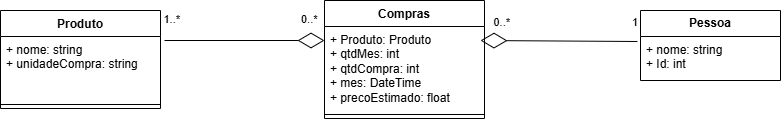 Produto
+ nome: string
+ unidadeCompra: string
1..*
0..*
Compras
+ Produto: Produto
+ qtdMes: int
+ qtdCompra: int
+ mes: DateTime
+ precoEstimado: float
0..*
1
Pessoa
+ nome: string
+ Id: int